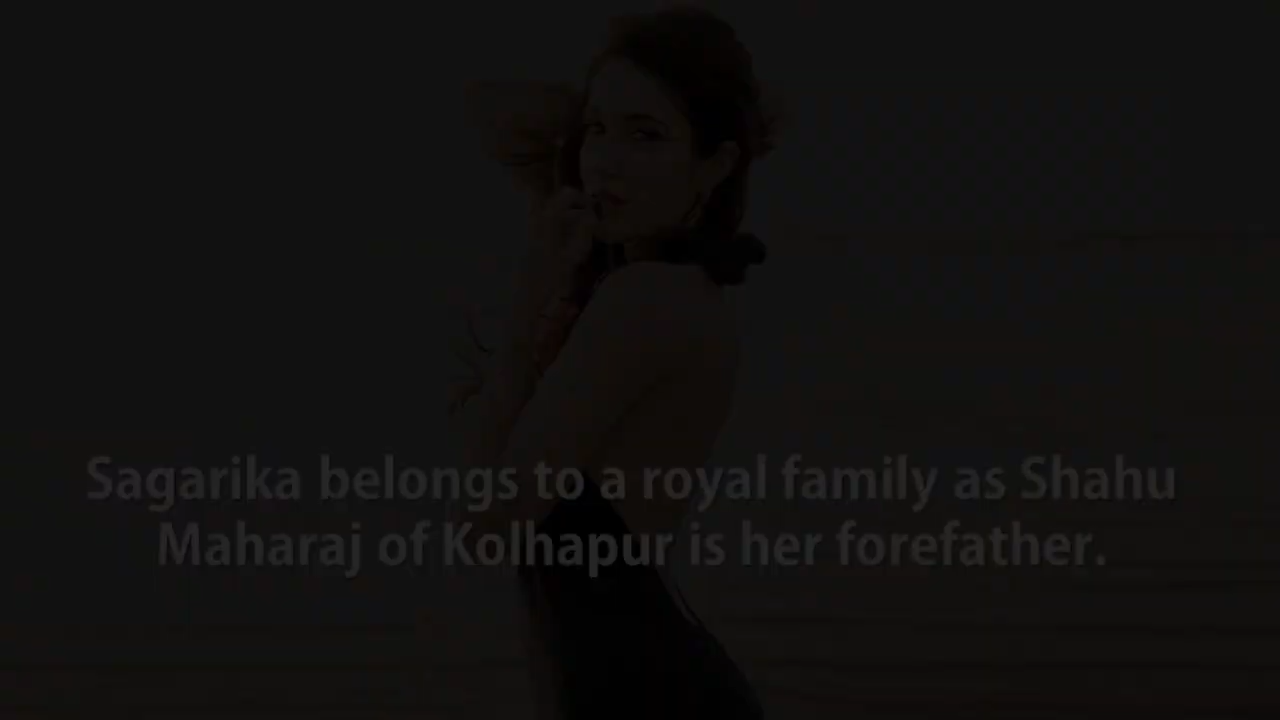 Sagarika belongs to a royal family as Shahu
Maharaj of Kolhapur is her forefather.